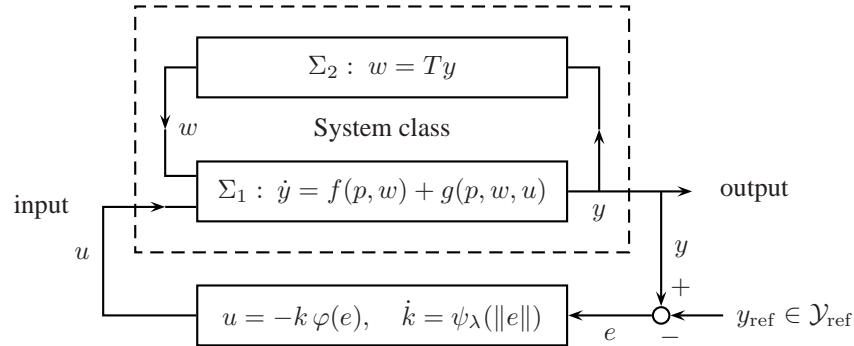 Σ₂ : w = Ty
w
System class
Σ₁ : ẏ = f(p, w) + g(p, w, u)
y
output
input
u
y
+
u = −k φ(e), k̇ = ψ_λ(‖e‖)
e
−
y_ref ∈ 𝒴_ref